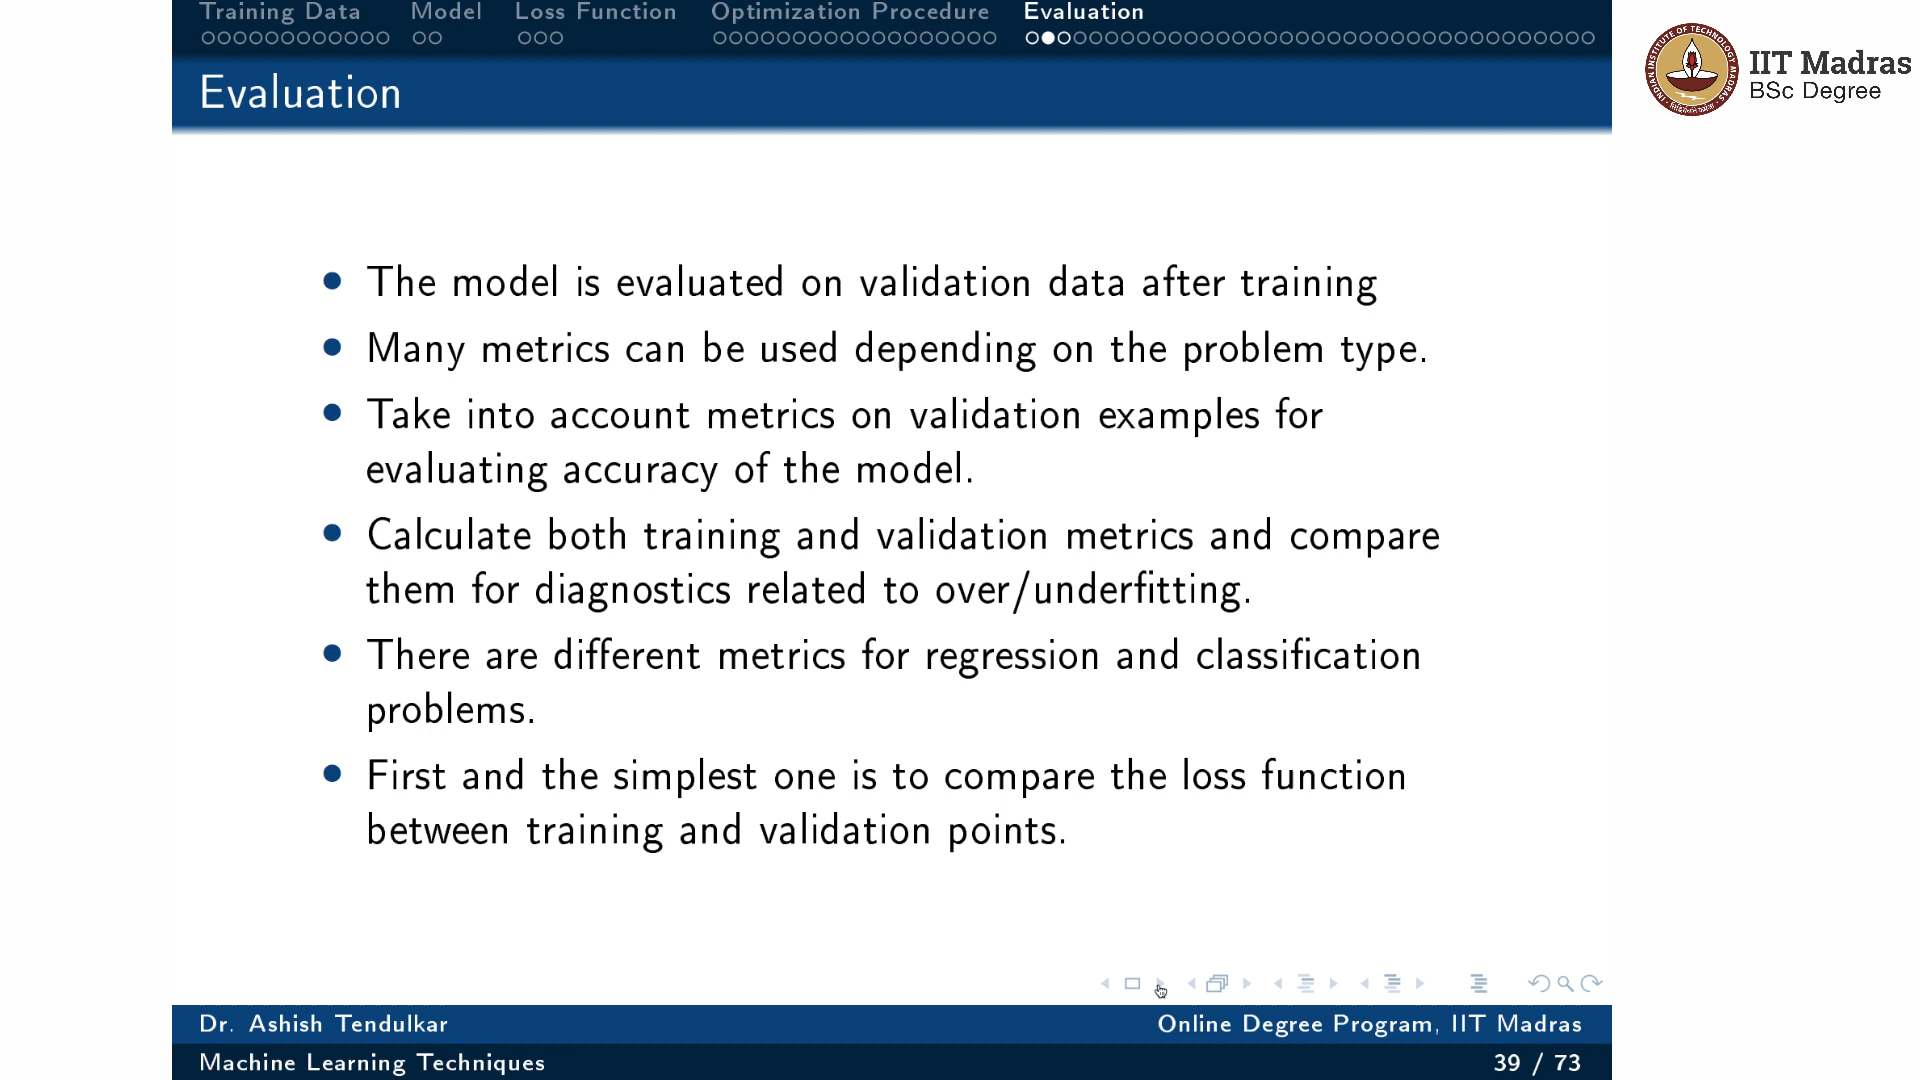 Training Data Model Loss Function Optimization Procedure Evaluation
Evaluation
IIT Madras
BSc Degree
• The model is evaluated on validation data after training
• Many metrics can be used depending on the problem type.
• Take into account metrics on validation examples for
evaluating accuracy of the model.
• Calculate both training and validation metrics and compare
them for diagnostics related to over/underfitting.
• There are different metrics for regression and classification
problems.
• First and the simplest one is to compare the loss function
between training and validation points.
Dr. Ashish Tendulkar Online Degree Program, IIT Madras
Machine Learning Techniques 39 / 73